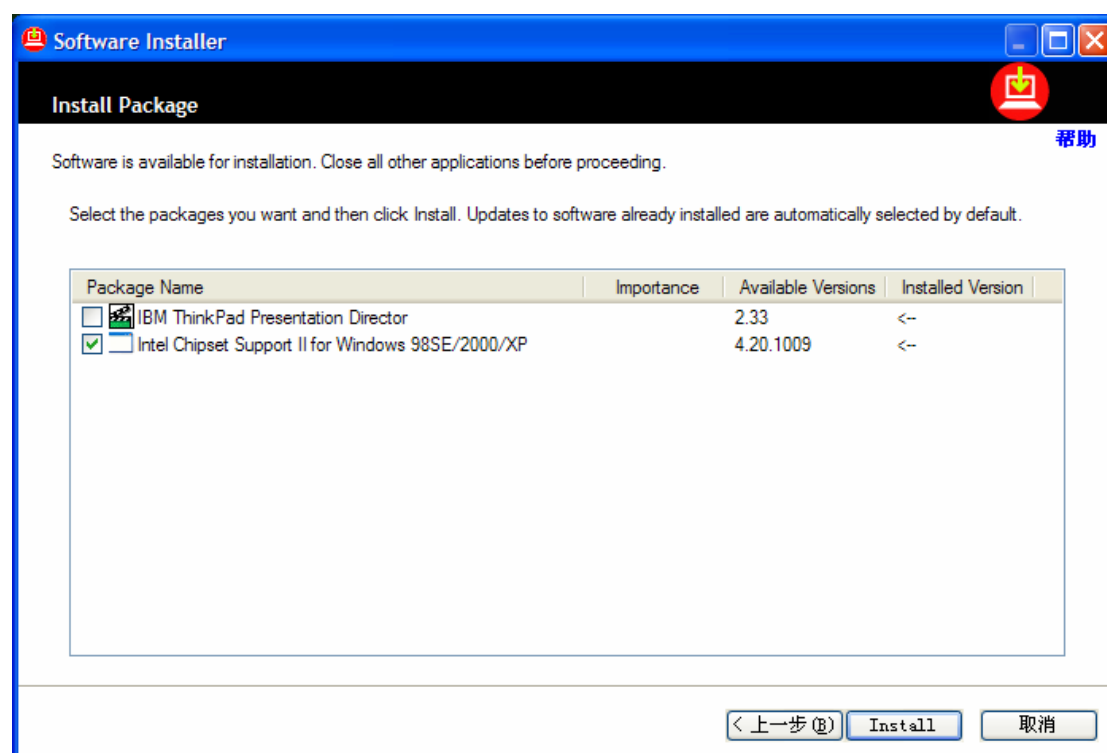 Software Installer
Install Package
帮助
Software is available for installation. Close all other applications before proceeding.
Select the packages you want and then click Install. Updates to software already installed are automatically selected by default.
Package Name Importance Available Versions Installed Version
IBM ThinkPad Presentation Director 2.33 <--
Intel Chipset Support II for Windows 98SE/2000/XP 4.20.1009 <--
< 上一步(B) Install 取消